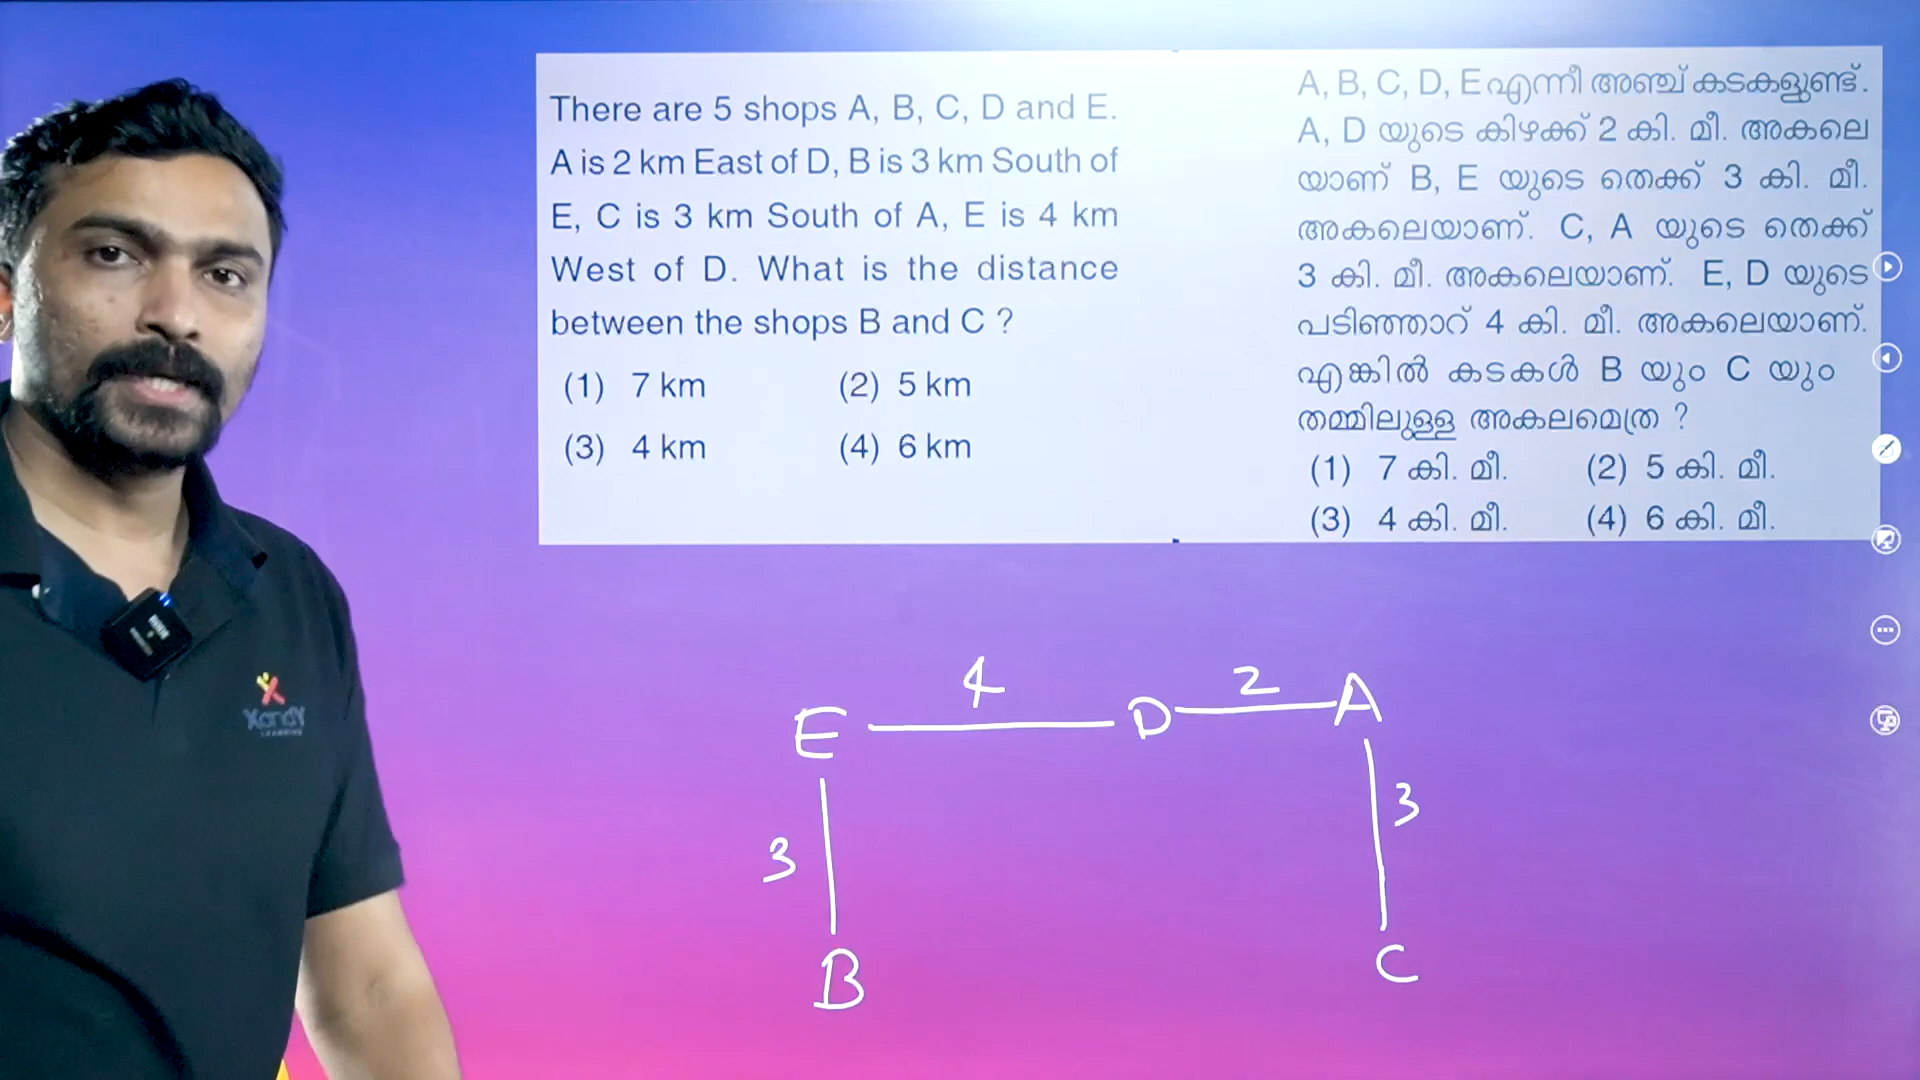 There are 5 shops A, B, C, D and E.
A is 2 km East of D, B is 3 km South of
E, C is 3 km South of A, E is 4 km
West of D. What is the distance
between the shops B and C ?
(1) 7 km (2) 5 km
(3) 4 km (4) 6 km
A, B, C, D, E എന്നീ അഞ്ച് കടകളുണ്ട്.
A, D യുടെ കിഴക്ക് 2 കി. മീ. അകലെ
യാണ് B, E യുടെ തെക്ക് 3 കി. മീ.
അകലെയാണ്. C, A യുടെ തെക്ക്
3 കി. മീ. അകലെയാണ്. E, D യുടെ
പടിഞ്ഞാറ് 4 കി. മീ. അകലെയാണ്.
എങ്കിൽ കടകൾ B യും C യും
തമ്മിലുള്ള അകലമെത്ര ?
(1) 7 കി. മീ. (2) 5 കി. മീ.
(3) 4 കി. മീ. (4) 6 കി. മീ.
4 2
E D A
3
3
B C
Xandy
LEARNING